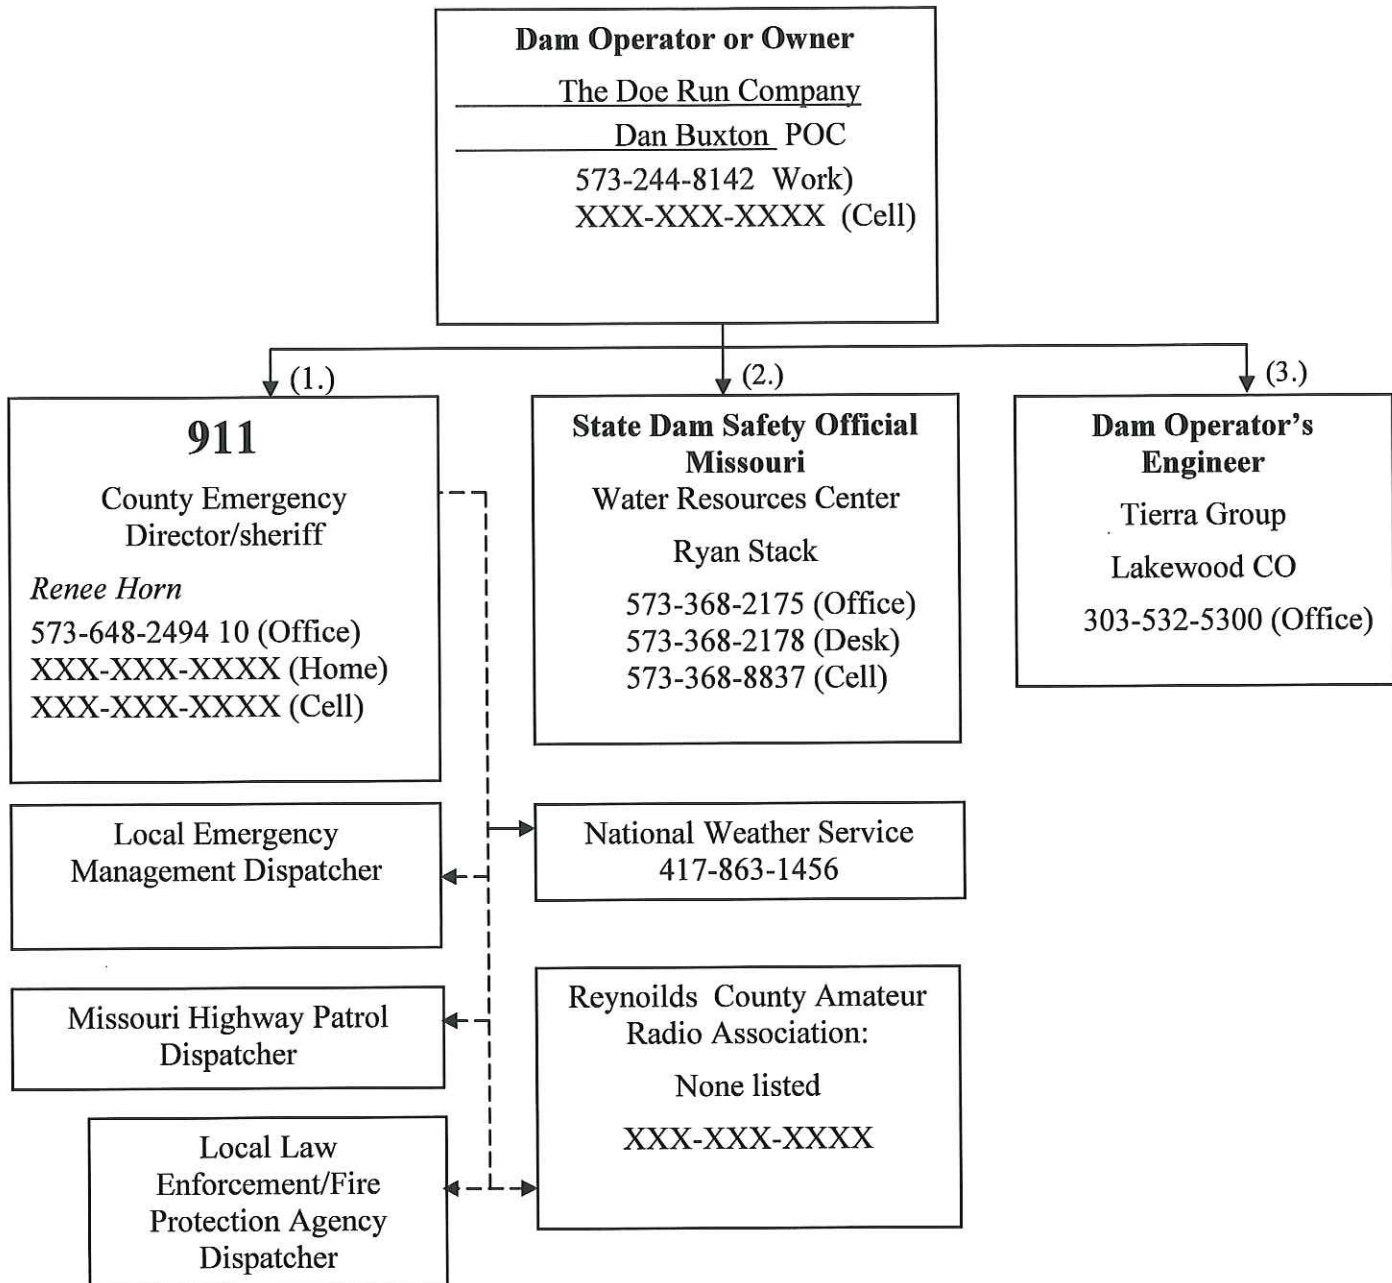 Dam Operator or Owner
The Doe Run Company
Dan Buxton POC
573-244-8142 Work)
XXX-XXX-XXXX (Cell)
(1.)
(2.)
(3.)
911
County Emergency
Director/sheriff
Renee Horn
573-648-2494 10 (Office)
XXX-XXX-XXXX (Home)
XXX-XXX-XXXX (Cell)
State Dam Safety Official
Missouri
Water Resources Center
Ryan Stack
573-368-2175 (Office)
573-368-2178 (Desk)
573-368-8837 (Cell)
Dam Operator's
Engineer
Tierra Group
Lakewood CO
303-532-5300 (Office)
Local Emergency
Management Dispatcher
National Weather Service
417-863-1456
Missouri Highway Patrol
Dispatcher
Reynoilds County Amateur
Radio Association:
None listed
XXX-XXX-XXXX
Local Law
Enforcement/Fire
Protection Agency
Dispatcher